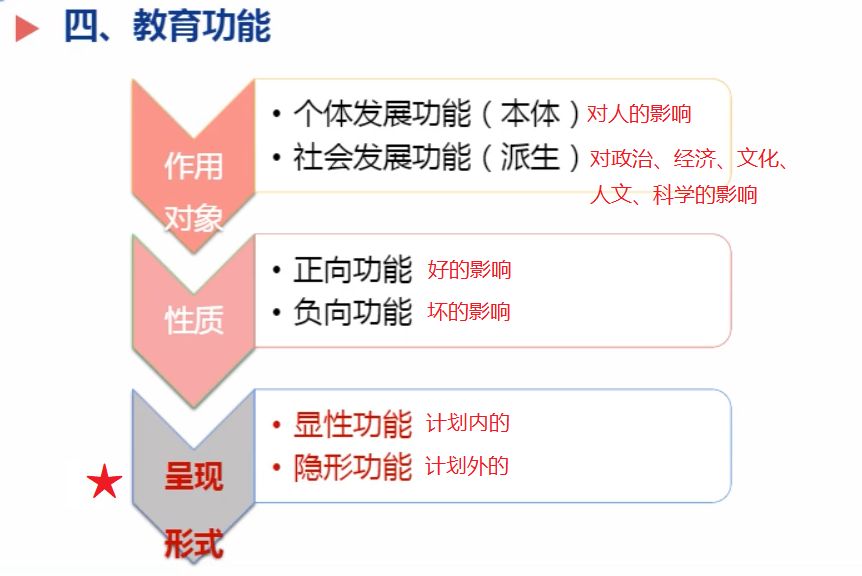 四、教育功能
作用
对象
• 个体发展功能（本体）对人的影响
• 社会发展功能（派生）对政治、经济、文化、
人文、科学的影响
性质
• 正向功能 好的影响
• 负向功能 坏的影响
呈现
形式
• 显性功能 计划内的
• 隐形功能 计划外的